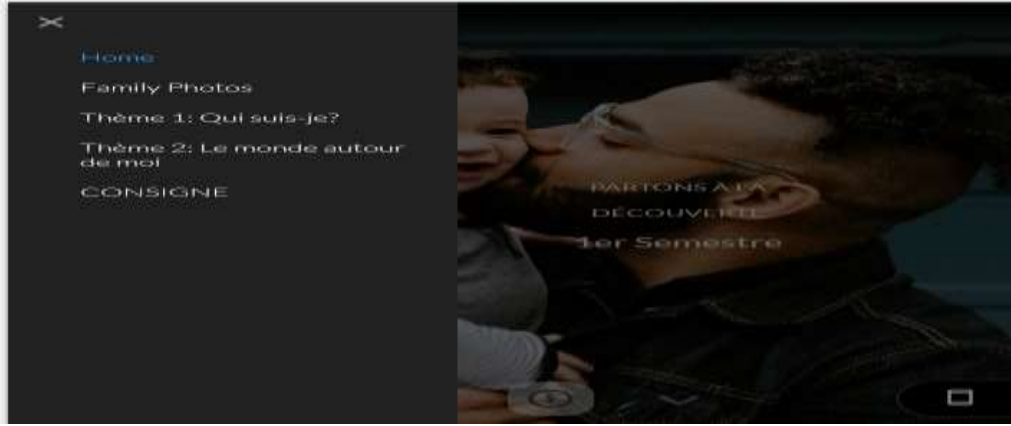 Home
Family Photos
Thème 1: Qui suis-je?
Thème 2: Le monde autour
de moi
CONSIGNE
PARTONS À LA
DÉCOUVERTE
1er Semestre